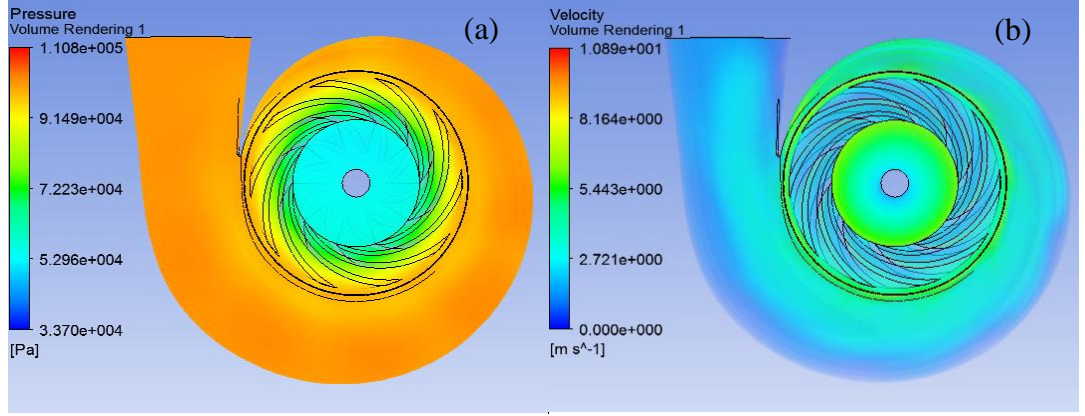 Pressure
Volume Rendering 1
(a)
1.108e+005
9.149e+004
7.223e+004
5.296e+004
3.370e+004
[Pa]
Velocity
Volume Rendering 1
(b)
1.089e+001
8.164e+000
5.443e+000
2.721e+000
0.000e+000
[m s^-1]